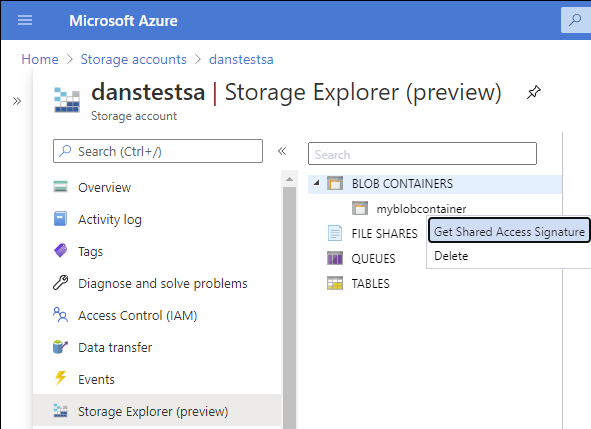 Microsoft Azure
Home > Storage accounts > danstestsa
danstestsa | Storage Explorer (preview)
Storage account
Search (Ctrl+/)
Overview
Activity log
Tags
Diagnose and solve problems
Access Control (IAM)
Data transfer
Events
Storage Explorer (preview)
Search
BLOB CONTAINERS
myblobcontainer
FILE SHARES
QUEUES
TABLES
Get Shared Access Signature
Delete